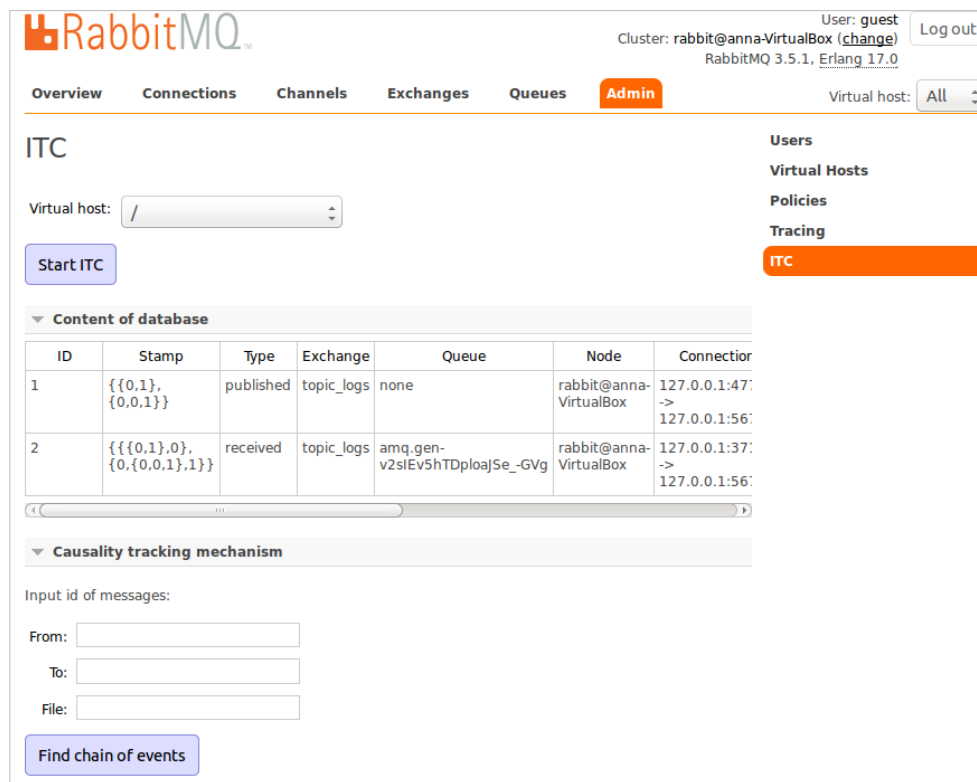 RabbitMQ™
User: guest
Cluster: rabbit@anna-VirtualBox (change)
RabbitMQ 3.5.1, Erlang 17.0
Log out
Overview Connections Channels Exchanges Queues Admin
Virtual host: All
ITC
Users
Virtual Hosts
Policies
Tracing
ITC
Virtual host: /
Start ITC
Content of database
ID Stamp Type Exchange Queue Node Connection
1 {{0,1}, published topic_logs none rabbit@anna- 127.0.0.1:477
{0,0,1}} VirtualBox ->
127.0.0.1:567
2 {{{0,1},0}, received topic_logs amq.gen- rabbit@anna- 127.0.0.1:371
{0,{0,0,1},1}} v2sIEv5hTDploaJSe_-GVg VirtualBox ->
127.0.0.1:567
Causality tracking mechanism
Input id of messages:
From:
To:
File:
Find chain of events